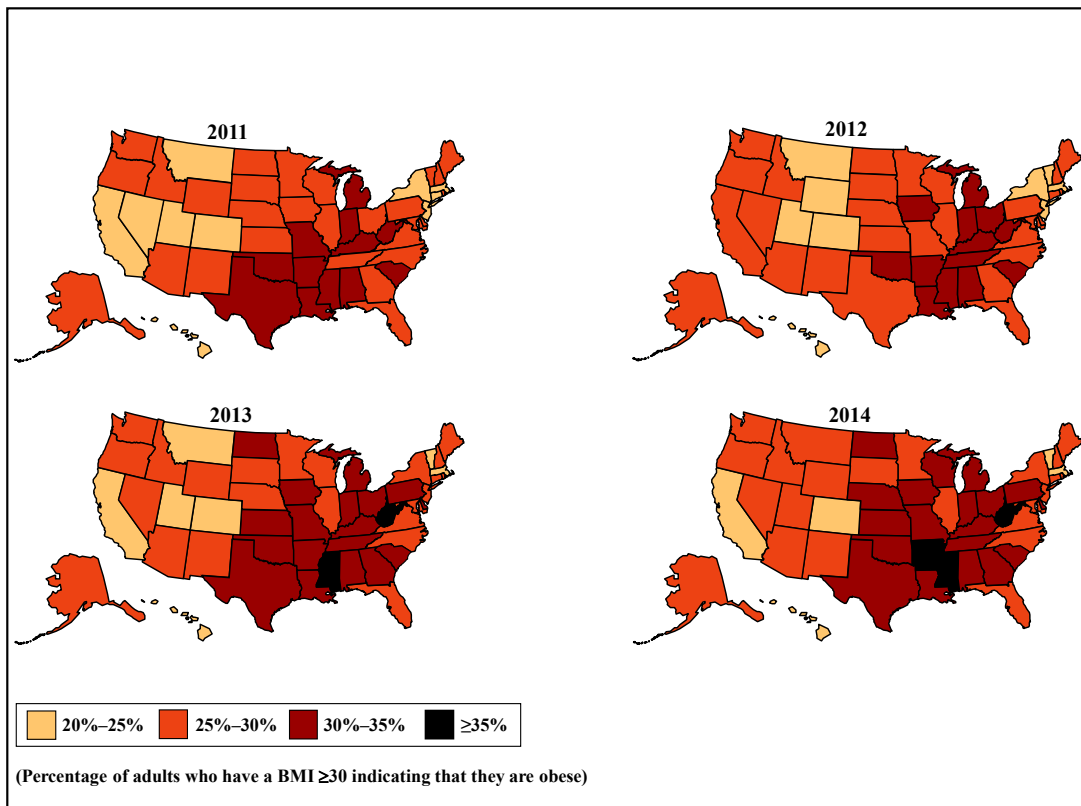 2011
2012
2013
2014
20%–25% 25%–30% 30%–35% ≥35%
(Percentage of adults who have a BMI ≥30 indicating that they are obese)